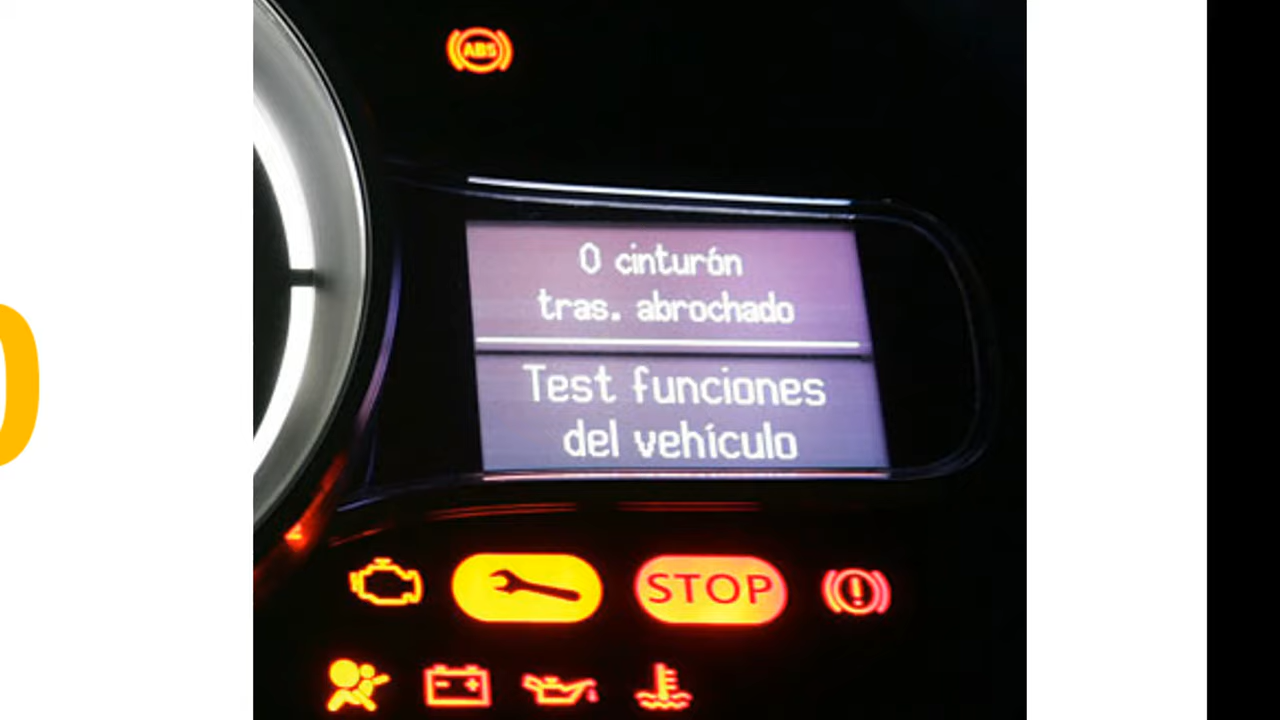 ABS
0 cinturón
tras. abrochado
Test funciones
del vehículo
STOP